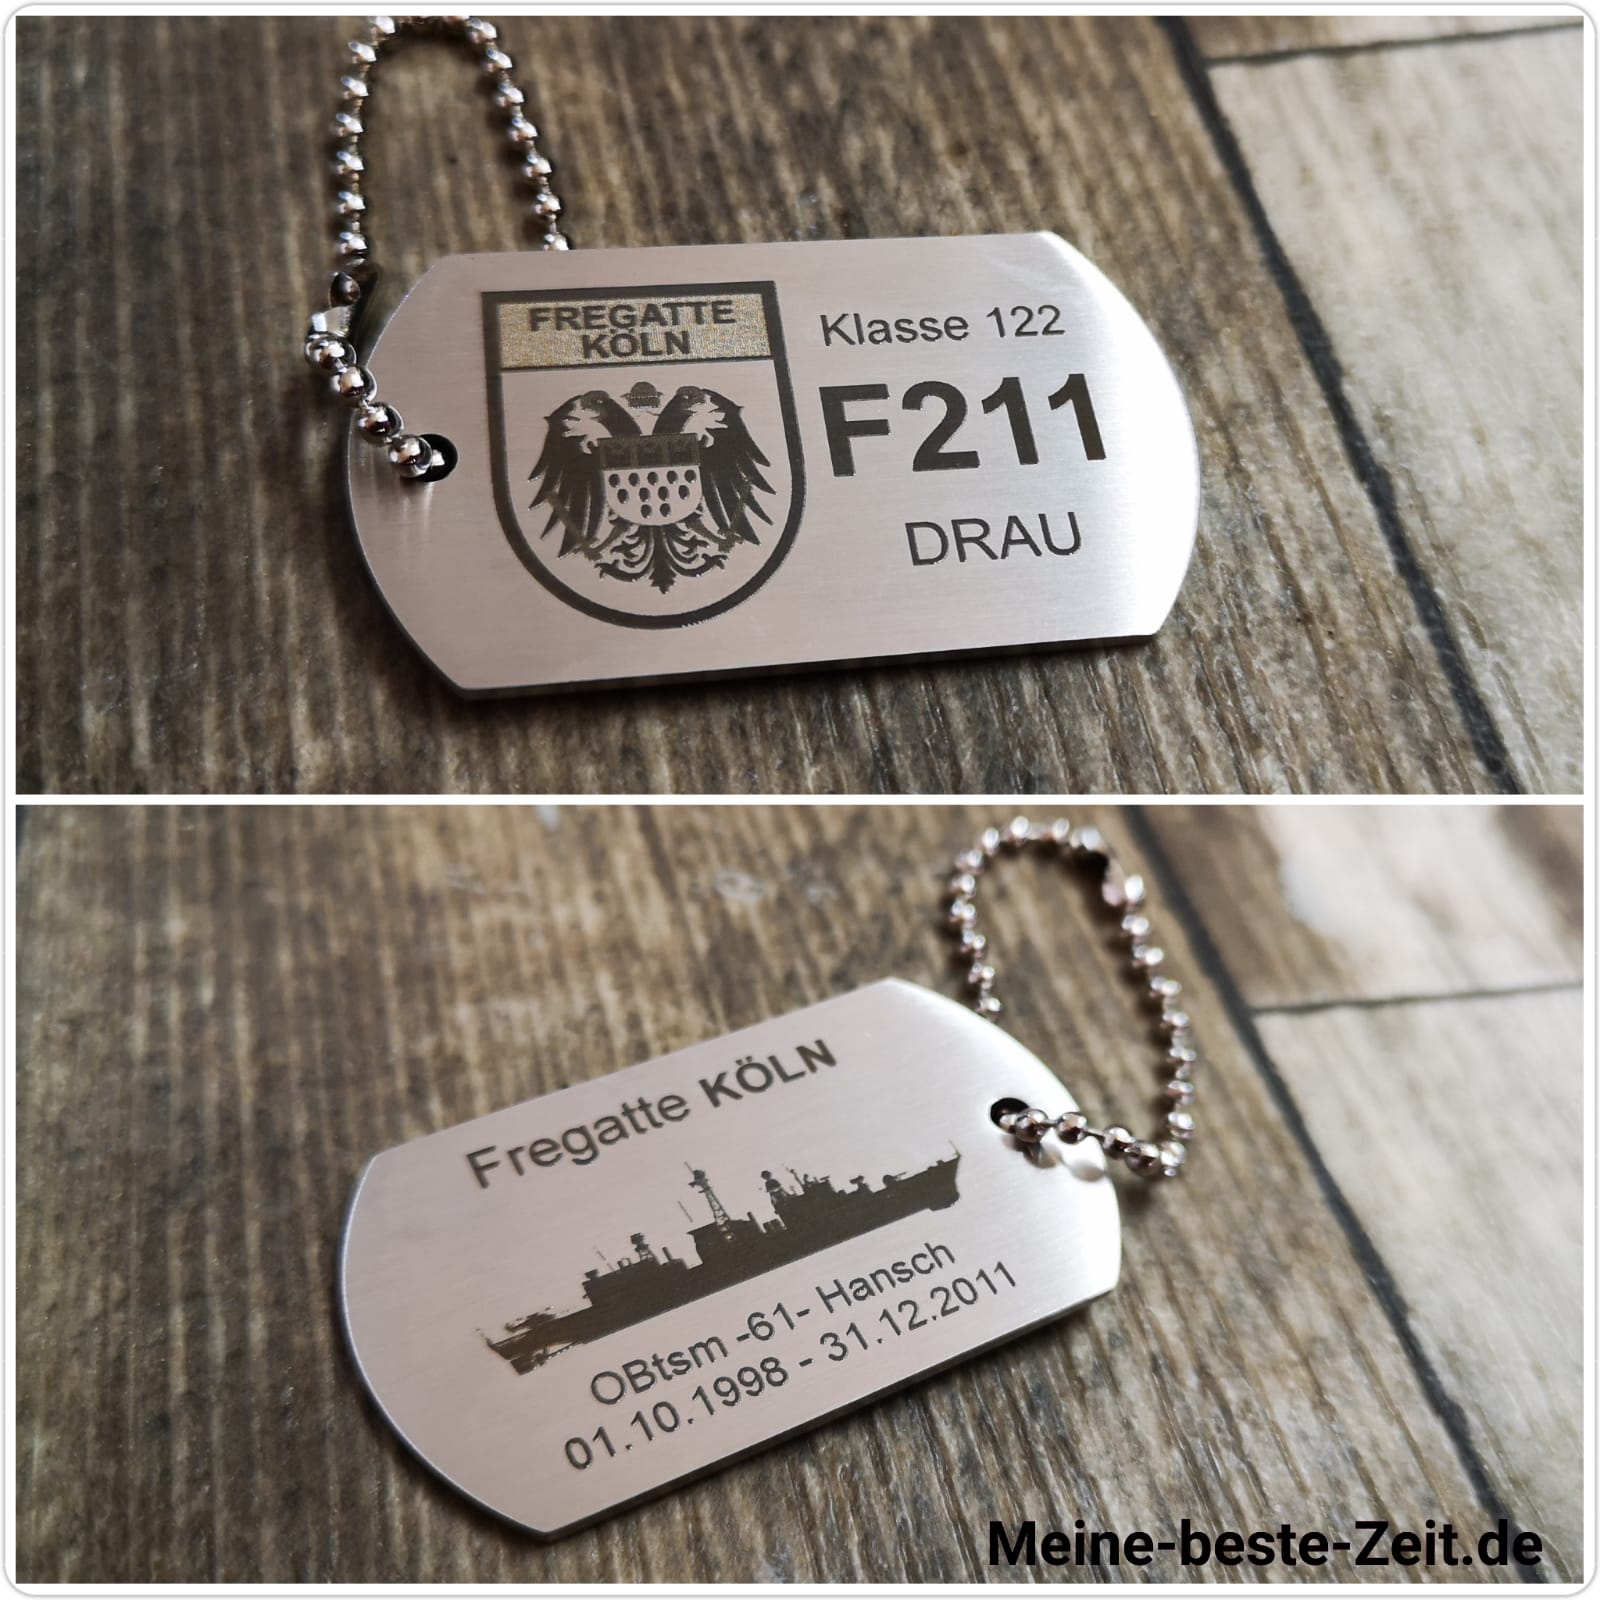 FREGATTE
KÖLN
Klasse 122
F211
DRAU
Fregatte KÖLN
OBtsm -61- Hansch
01.10.1998 - 31.12.2011
Meine-beste-Zeit.de